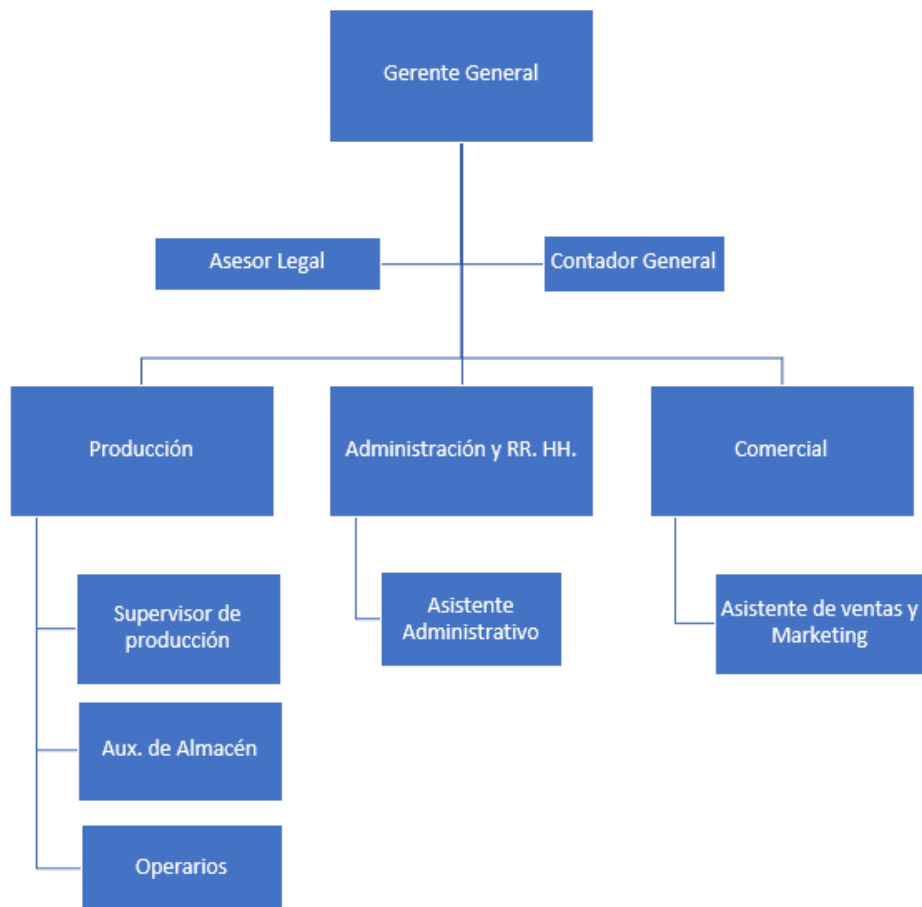 Gerente General
Asesor Legal
Contador General
Producción
Administración y RR. HH.
Comercial
Supervisor de
producción
Aux. de Almacén
Operarios
Asistente
Administrativo
Asistente de ventas y
Marketing